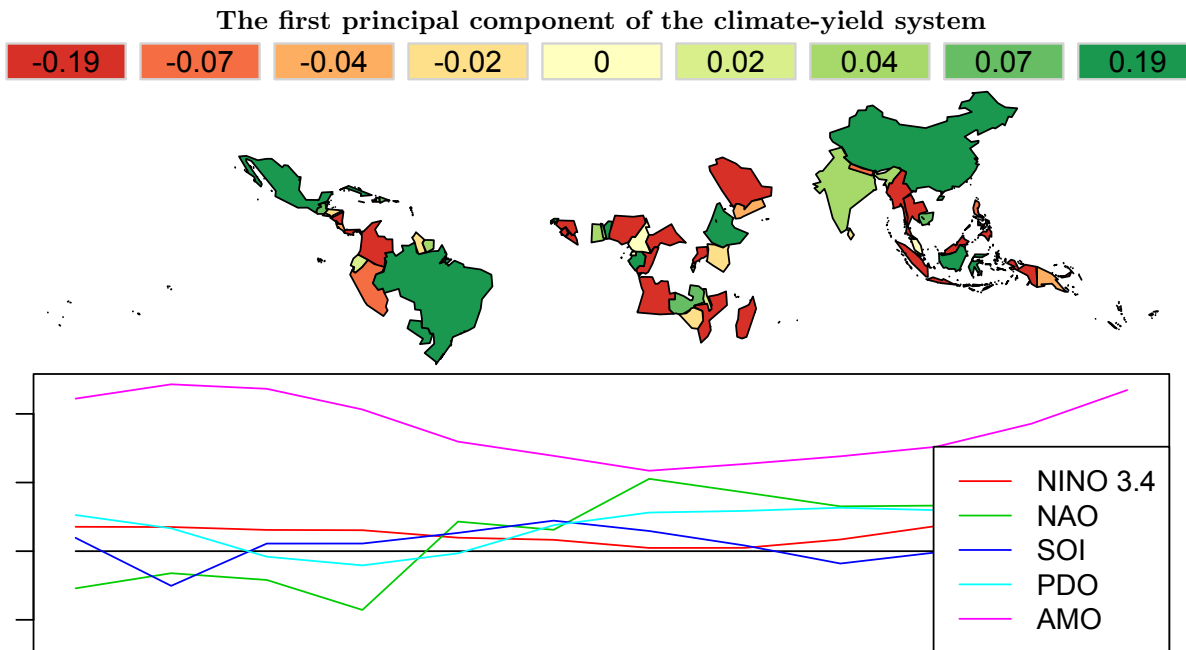 The first principal component of the climate-yield system
-0.19 -0.07 -0.04 -0.02 0 0.02 0.04 0.07 0.19
NINO 3.4
NAO
SOI
PDO
AMO